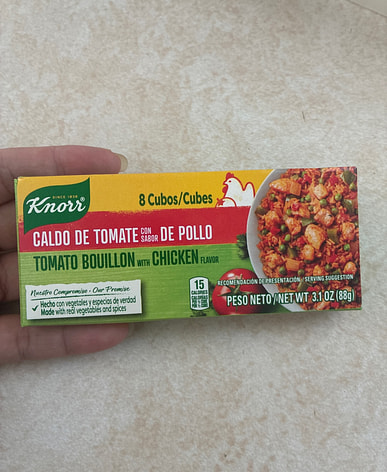 SINCE 1838
Knorr
8 Cubos/Cubes
CALDO DE TOMATE CON SABOR DE POLLO
TOMATO BOUILLON WITH CHICKEN FLAVOR
Nuestro Compromiso - Our Promise
✓ Hecho con vegetales y especias de verdad
Made with real vegetables and spices
15
CALORIES
RECOMENDACIÓN DE PRESENTACIÓN / SERVING SUGGESTION
PESO NETO / NET WT 3.1 OZ (88g)